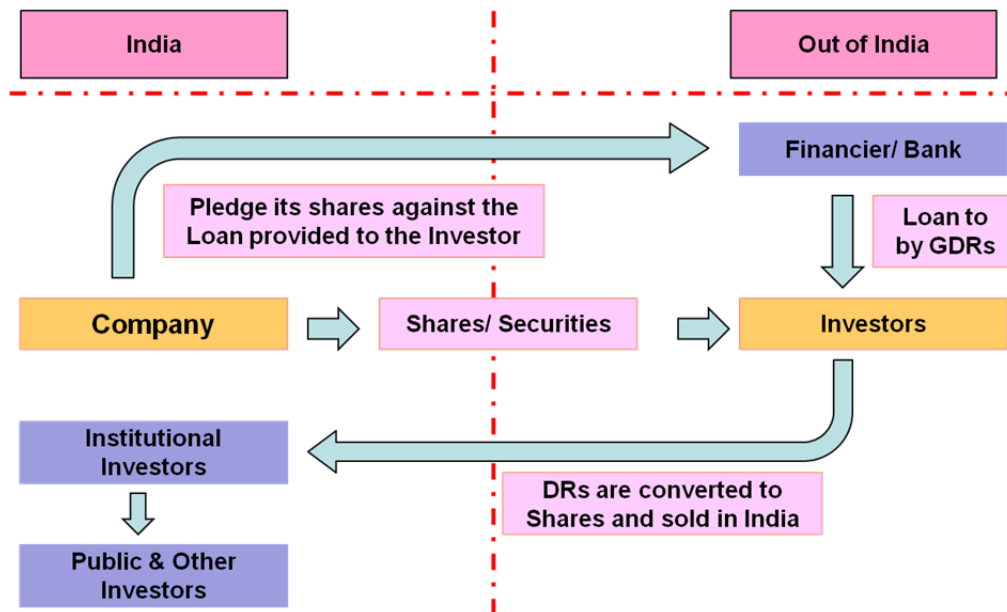 India
Out of India
Financier/ Bank
Pledge its shares against the
Loan provided to the Investor
Loan to
by GDRs
Company
Shares/ Securities
Investors
Institutional
Investors
DRs are converted to
Shares and sold in India
Public & Other
Investors